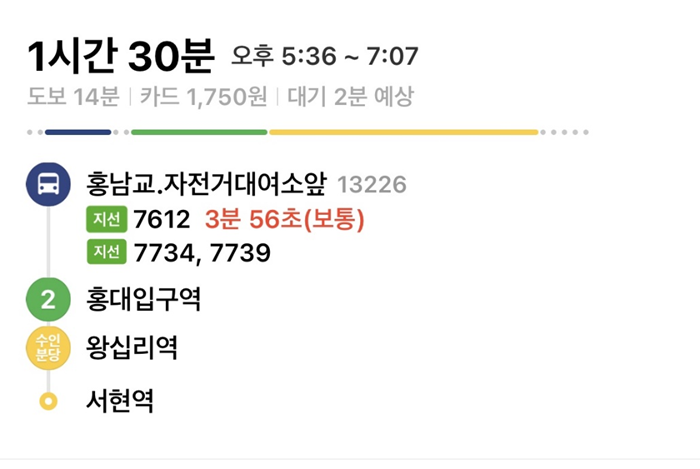 1시간 30분 오후 5:36 ~ 7:07
도보 14분 | 카드 1,750원 | 대기 2분 예상
홍남교.자전거대여소앞 13226
지선 7612 3분 56초(보통)
지선 7734, 7739
2 홍대입구역
수인분당 왕십리역
서현역